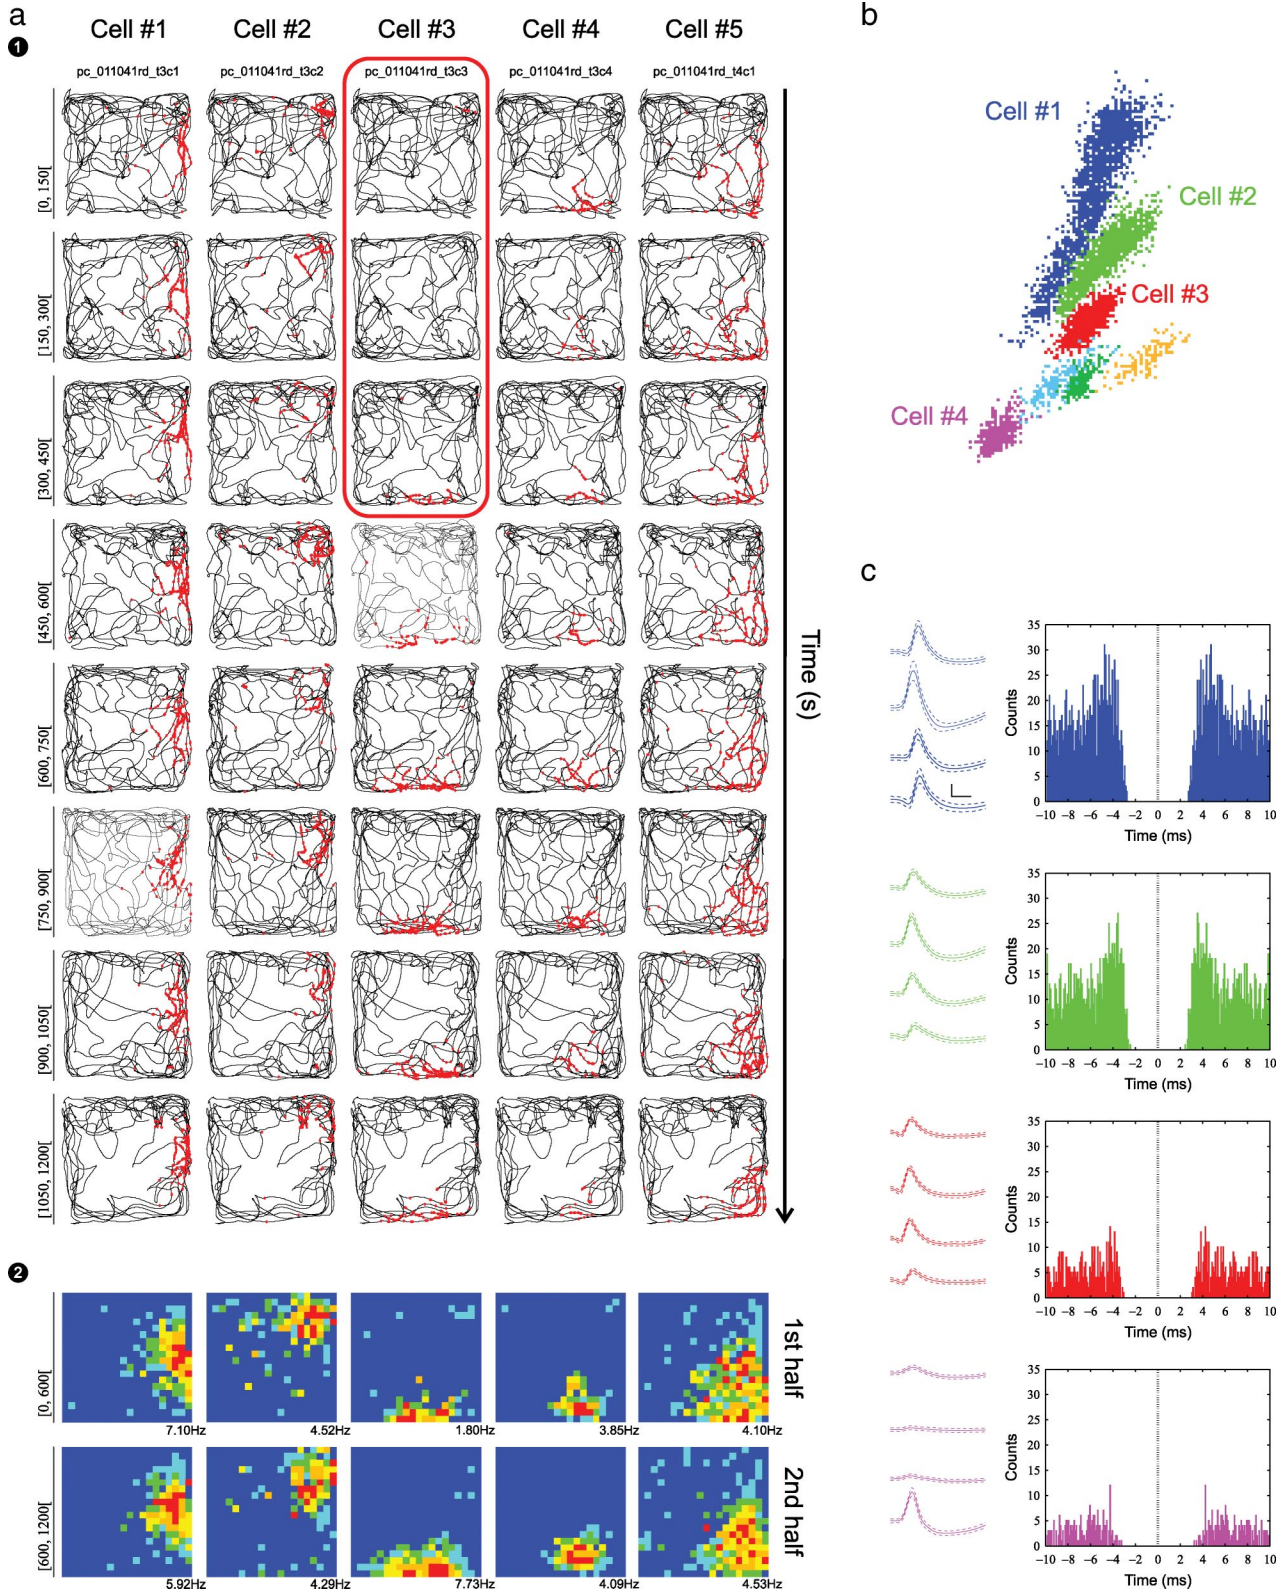 a
1
Cell #1 Cell #2 Cell #3 Cell #4 Cell #5
pc_011041rd_t3c1 pc_011041rd_t3c2 pc_011041rd_t3c3 pc_011041rd_t3c4 pc_011041rd_t4c1
[0, 150[
[150, 300[
[300, 450[
[450, 600[
[600, 750[
[750, 900[
[900, 1050[
[1050, 1200[
Time (s)
2
[0, 600[
7.10Hz 4.52Hz 1.80Hz 3.85Hz 4.10Hz
1st half
[600, 1200[
5.92Hz 4.29Hz 7.73Hz 4.09Hz 4.53Hz
2nd half
b
Cell #1
Cell #2
Cell #3
Cell #4
c
35
30
25
20
15
10
5
0
Counts
−10 −8 −6 −4 −2 0 2 4 6 8 10
Time (ms)
35
30
25
20
15
10
5
0
Counts
−10 −8 −6 −4 −2 0 2 4 6 8 10
Time (ms)
35
30
25
20
15
10
5
0
Counts
−10 −8 −6 −4 −2 0 2 4 6 8 10
Time (ms)
35
30
25
20
15
10
5
0
Counts
−10 −8 −6 −4 −2 0 2 4 6 8 10
Time (ms)